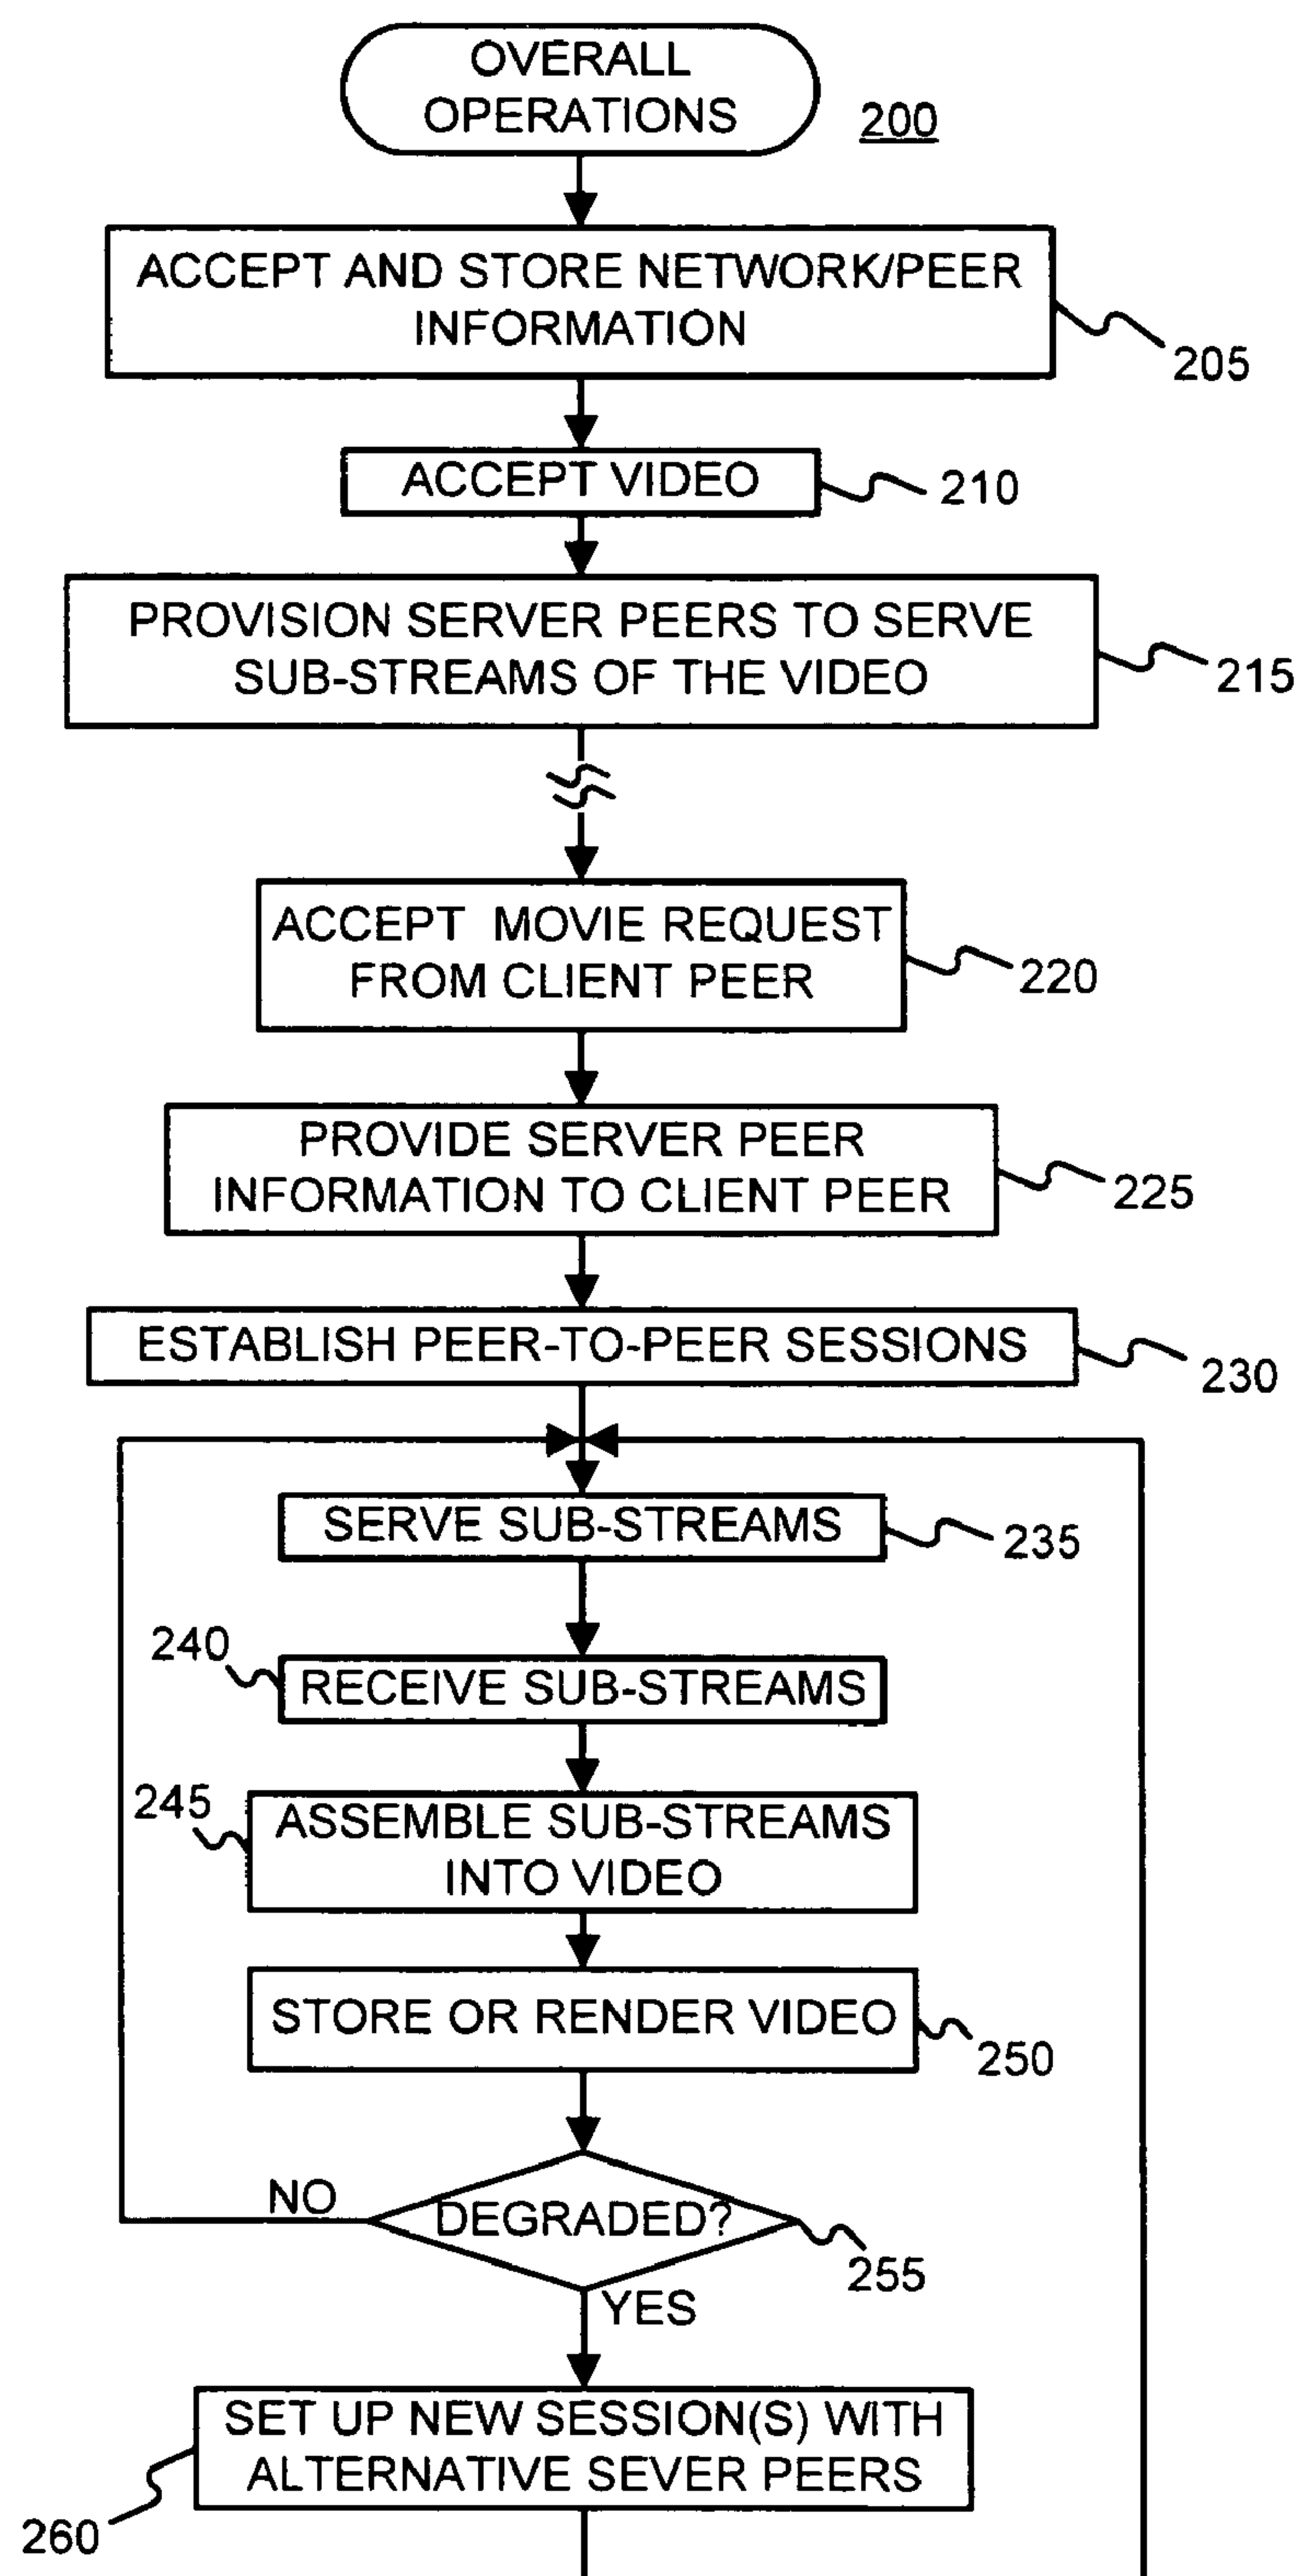 OVERALL
OPERATIONS
200
ACCEPT AND STORE NETWORK/PEER
INFORMATION
205
ACCEPT VIDEO
210
PROVISION SERVER PEERS TO SERVE
SUB-STREAMS OF THE VIDEO
215
ACCEPT MOVIE REQUEST
FROM CLIENT PEER
220
PROVIDE SERVER PEER
INFORMATION TO CLIENT PEER
225
ESTABLISH PEER-TO-PEER SESSIONS
230
SERVE SUB-STREAMS
235
240
RECEIVE SUB-STREAMS
245
ASSEMBLE SUB-STREAMS
INTO VIDEO
STORE OR RENDER VIDEO
250
NO
DEGRADED?
255
YES
SET UP NEW SESSION(S) WITH
ALTERNATIVE SEVER PEERS
260